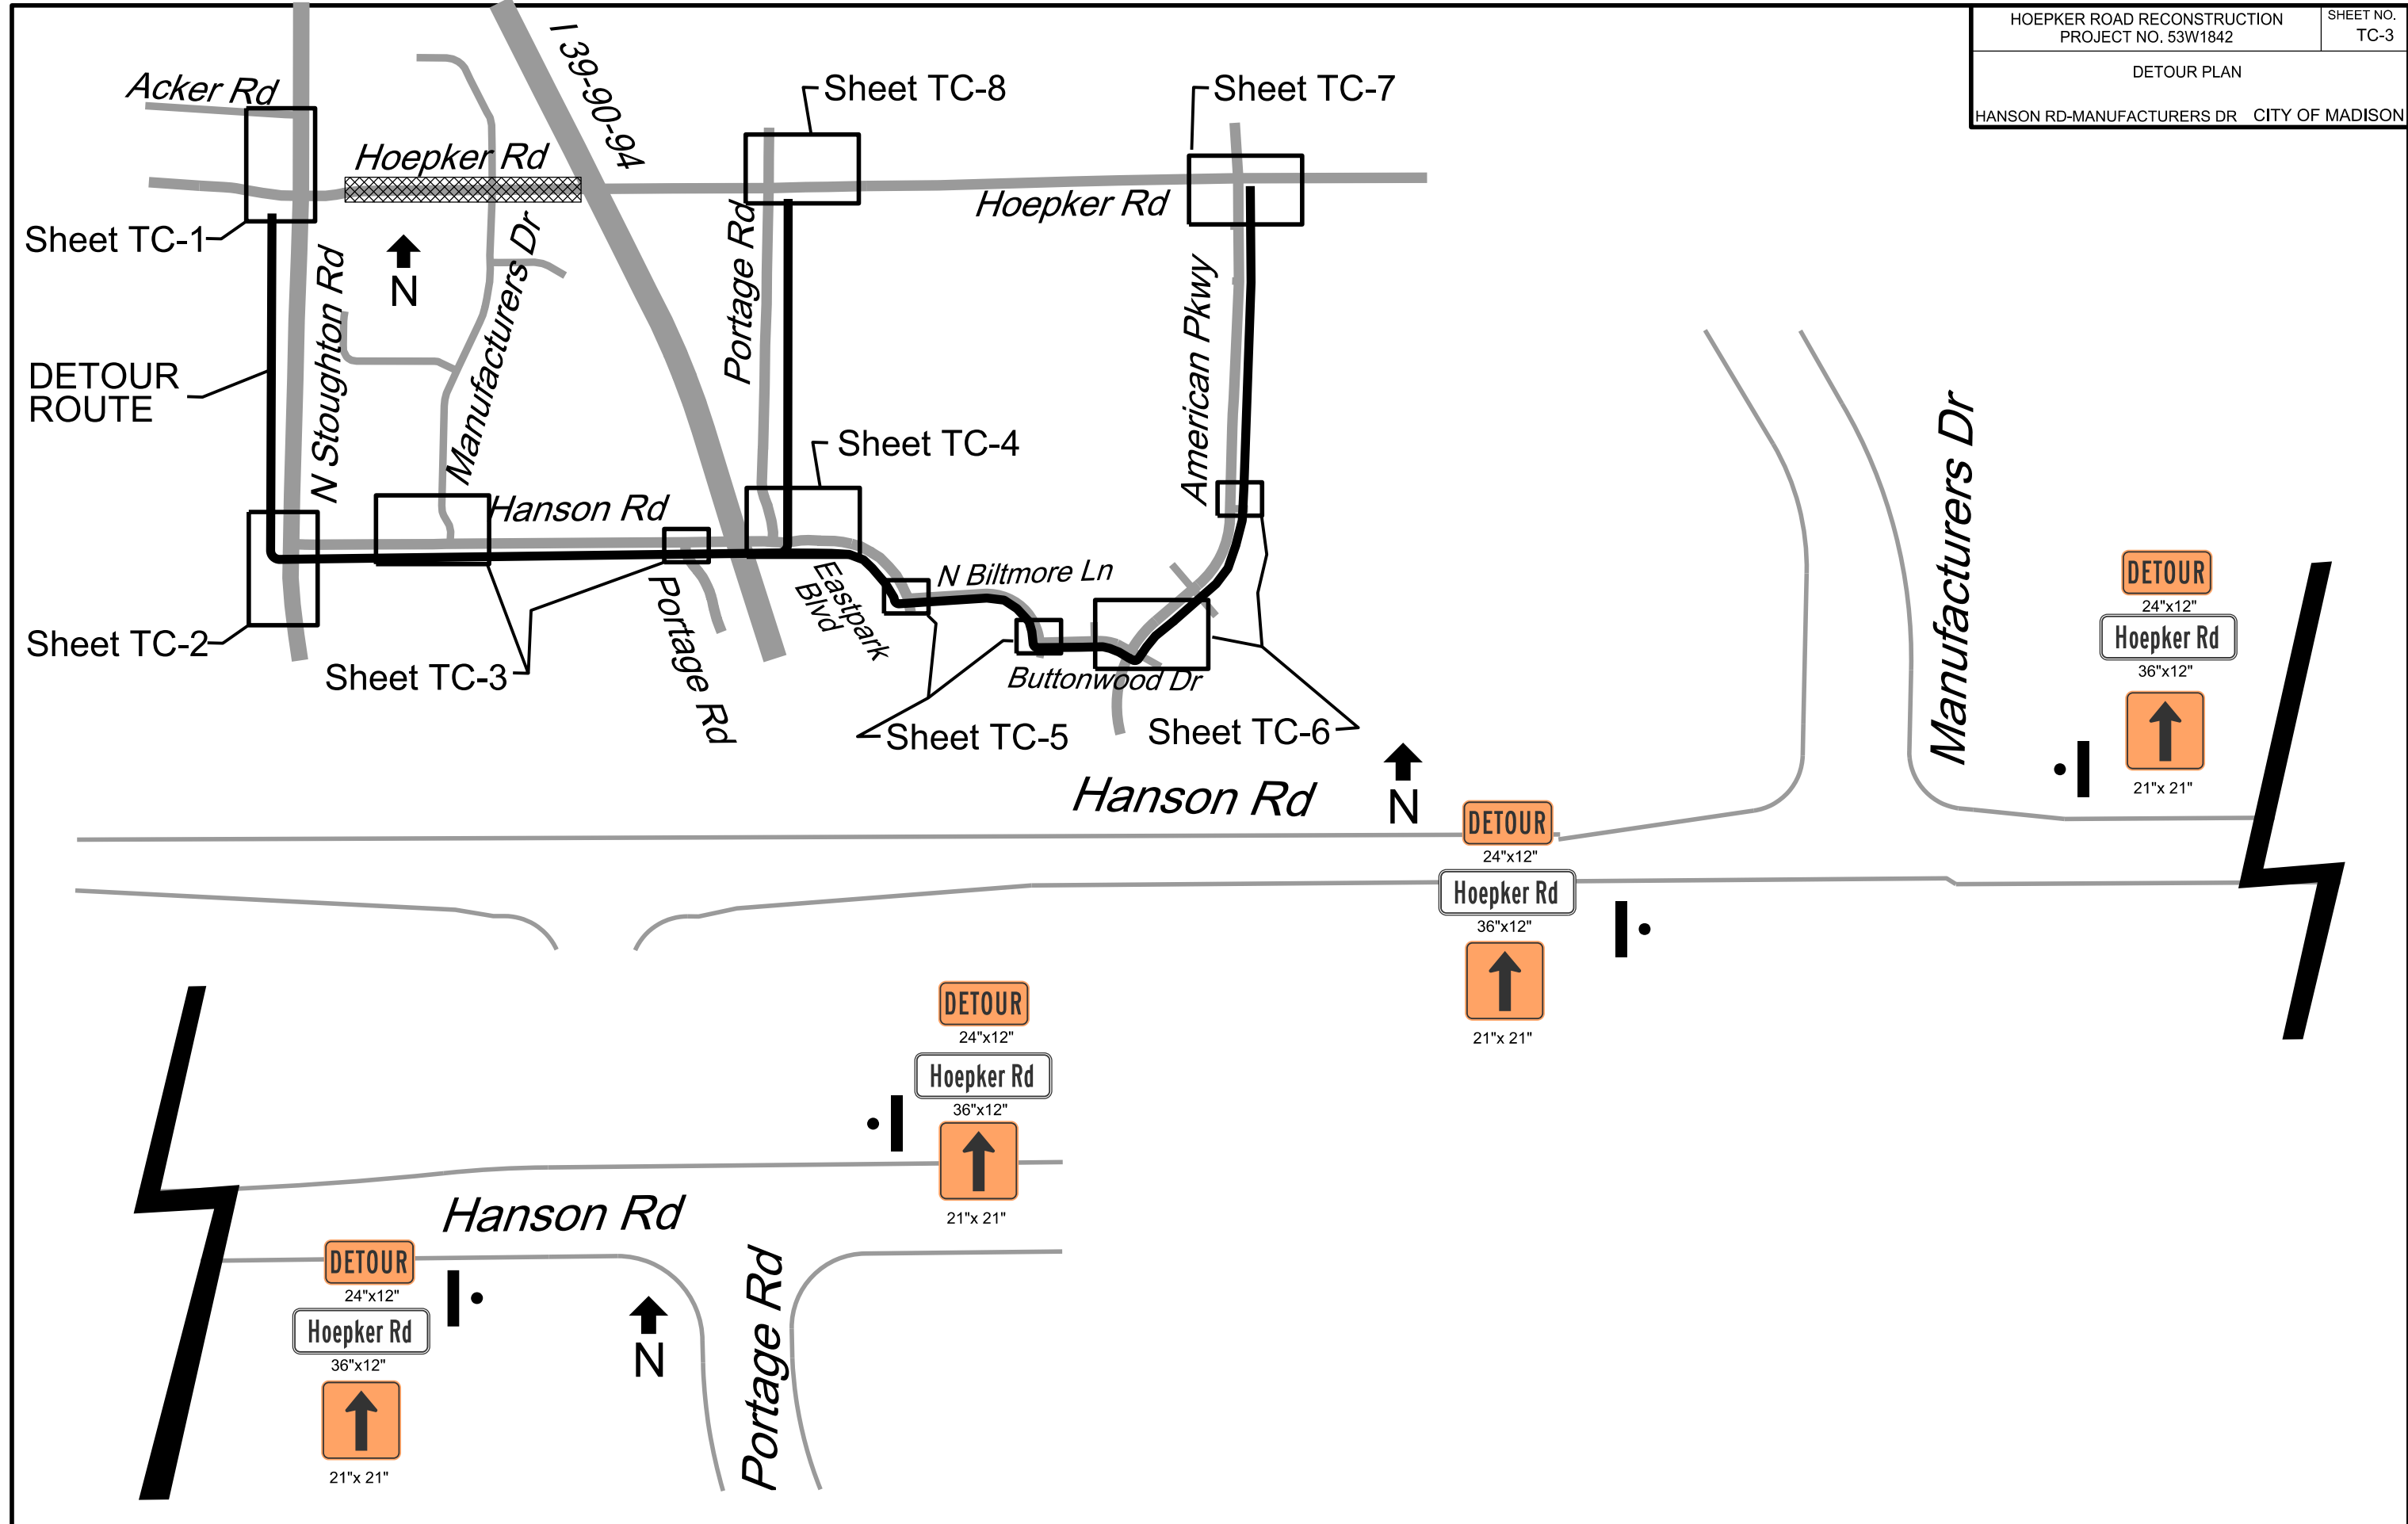 HOEPKER ROAD RECONSTRUCTION
PROJECT NO. 53W1842
SHEET NO.
TC-3
DETOUR PLAN
HANSON RD-MANUFACTURERS DR CITY OF MADISON
I 39-90-94
Acker Rd
Sheet TC-8
Sheet TC-7
Hoepker Rd
Hoepker Rd
Sheet TC-1
N
N Stoughton Rd
Manufacturers Dr
Portage Rd
American Pkwy
DETOUR
ROUTE
Sheet TC-4
Hanson Rd
N Biltmore Ln
Eastpark
Blvd
Portage Rd
Sheet TC-2
Sheet TC-3
Buttonwood Dr
Sheet TC-5
Sheet TC-6
Manufacturers Dr
DETOUR
24"x12"
Hoepker Rd
36"x12"
21"x 21"
Hanson Rd
N
DETOUR
24"x12"
Hoepker Rd
36"x12"
21"x 21"
DETOUR
24"x12"
Hoepker Rd
36"x12"
21"x 21"
Hanson Rd
DETOUR
24"x12"
Hoepker Rd
36"x12"
21"x 21"
N
Portage Rd